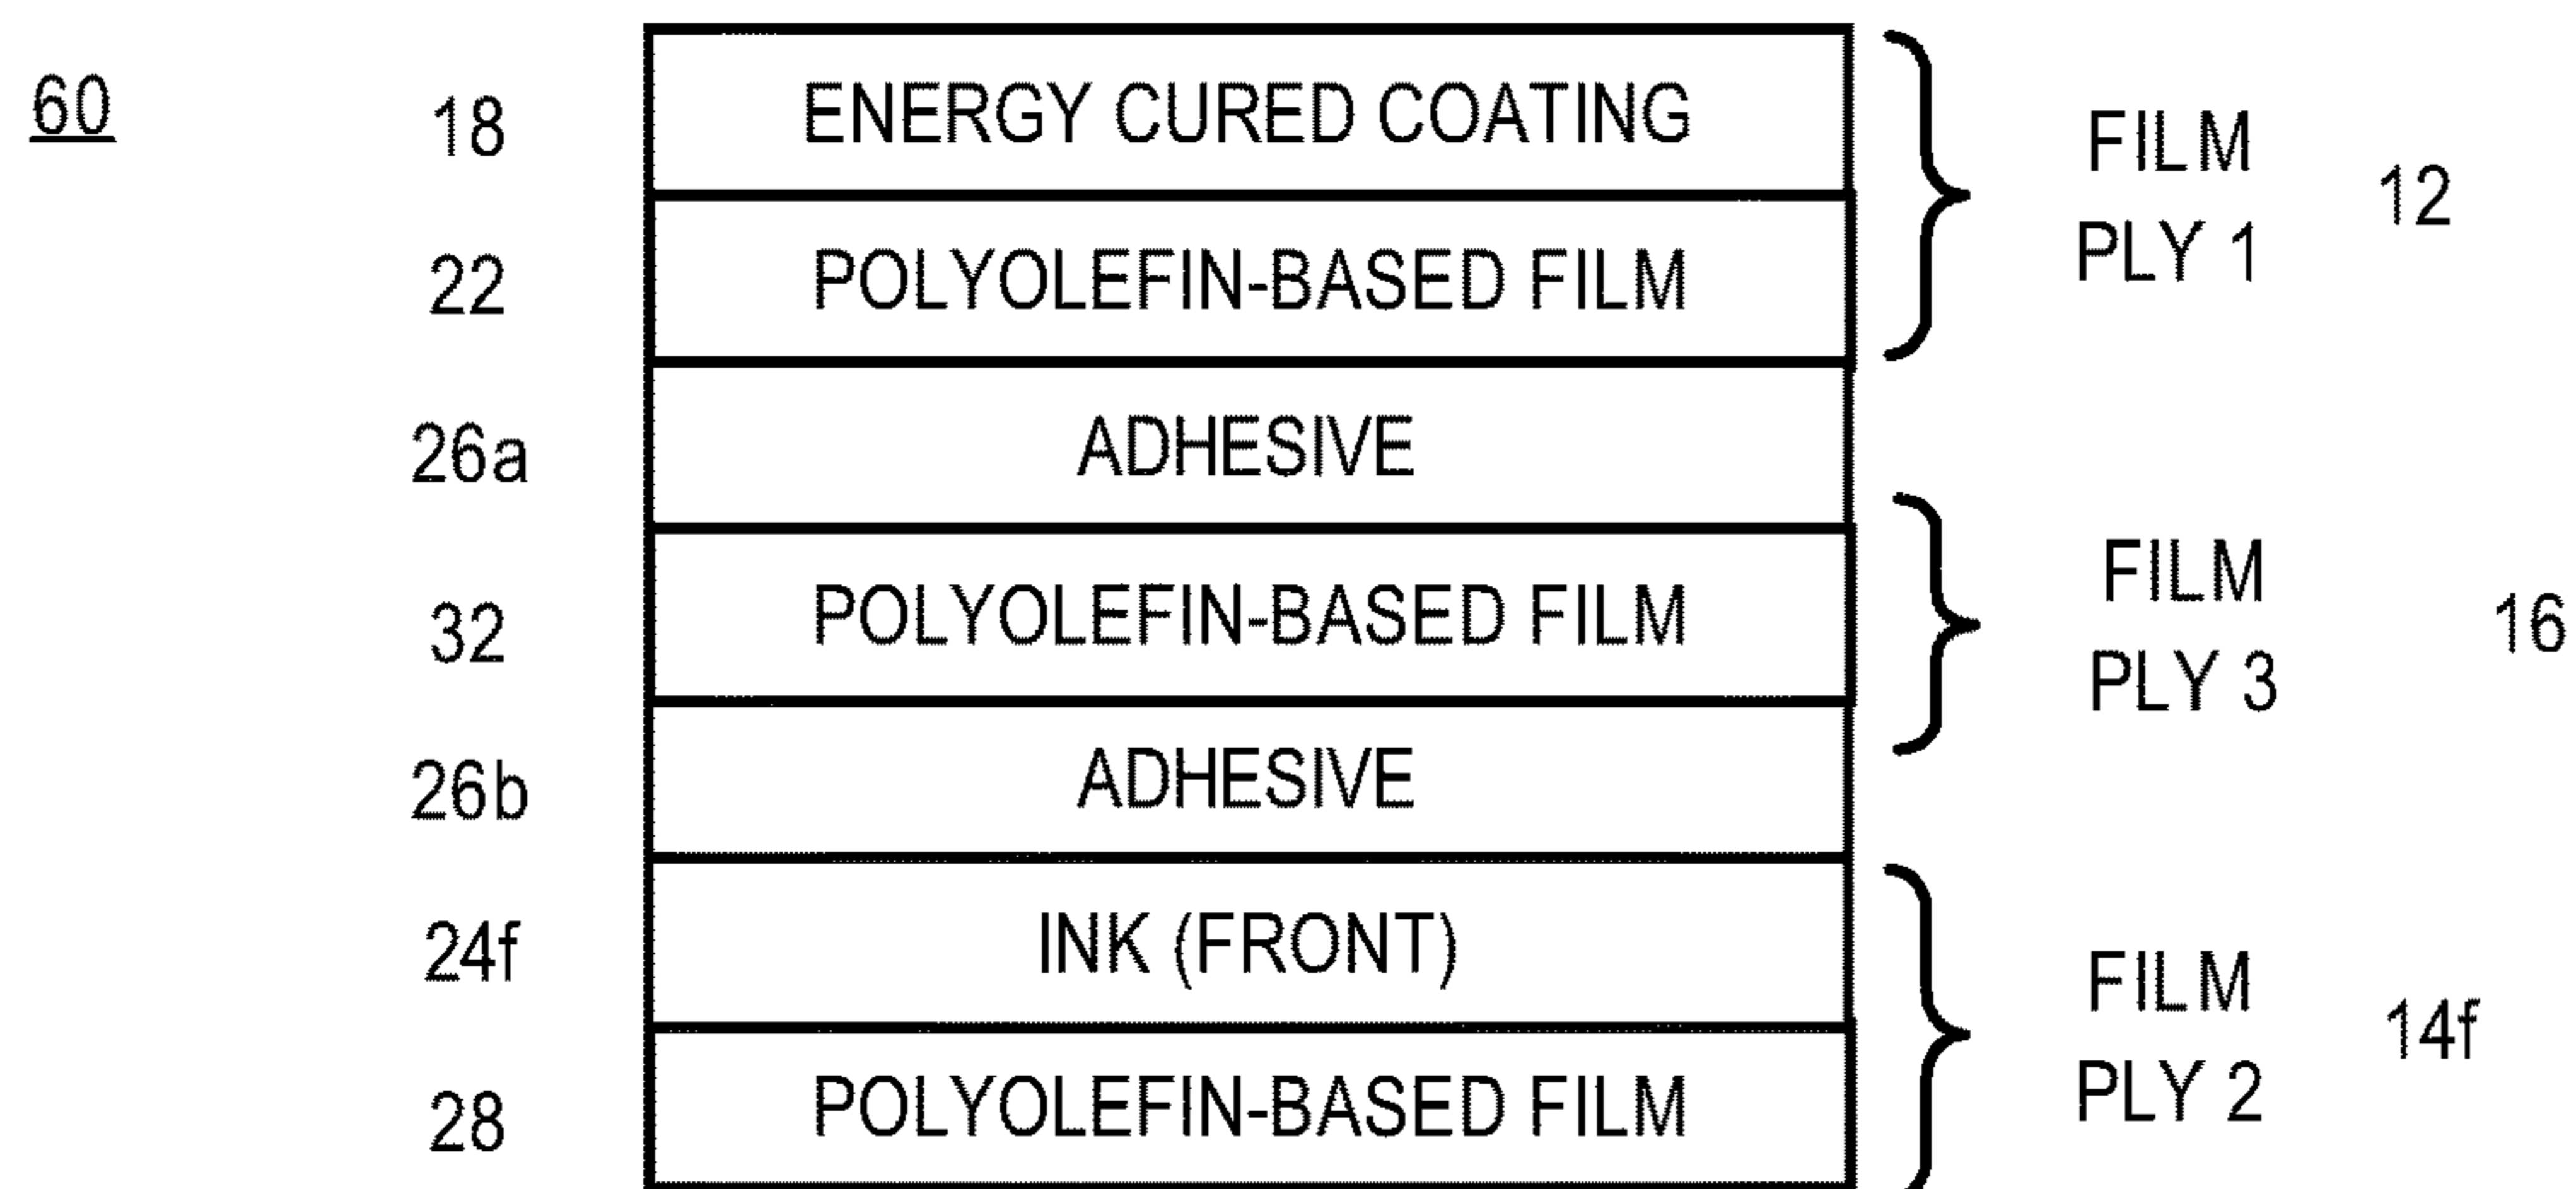 60
18 ENERGY CURED COATING
FILM PLY 1 12
22 POLYOLEFIN-BASED FILM
26a ADHESIVE
32 POLYOLEFIN-BASED FILM
FILM PLY 3 16
26b ADHESIVE
24f INK (FRONT)
FILM PLY 2 14f
28 POLYOLEFIN-BASED FILM